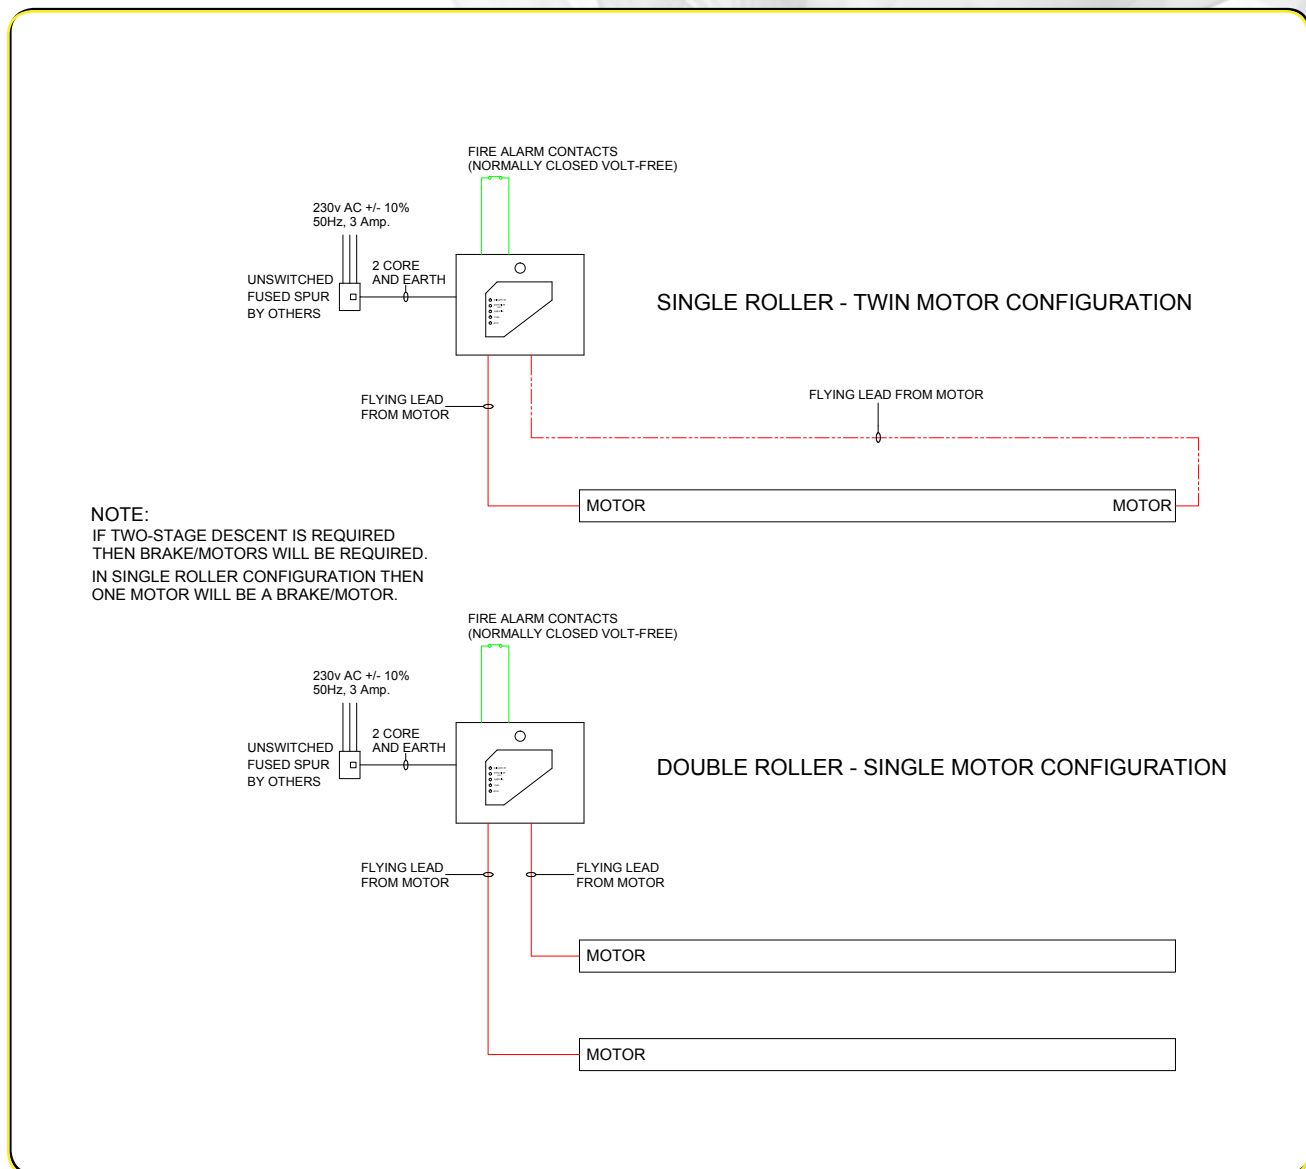 FIRE ALARM CONTACTS
(NORMALLY CLOSED VOLT-FREE)
230v AC +/- 10%
50Hz, 3 Amp.
2 CORE
AND EARTH
UNSWITCHED
FUSED SPUR
BY OTHERS
SINGLE ROLLER - TWIN MOTOR CONFIGURATION
FLYING LEAD
FROM MOTOR
FLYING LEAD FROM MOTOR
MOTOR
MOTOR
NOTE:
IF TWO-STAGE DESCENT IS REQUIRED
THEN BRAKE/MOTORS WILL BE REQUIRED.
IN SINGLE ROLLER CONFIGURATION THEN
ONE MOTOR WILL BE A BRAKE/MOTOR.
FIRE ALARM CONTACTS
(NORMALLY CLOSED VOLT-FREE)
230v AC +/- 10%
50Hz, 3 Amp.
2 CORE
AND EARTH
UNSWITCHED
FUSED SPUR
BY OTHERS
DOUBLE ROLLER - SINGLE MOTOR CONFIGURATION
FLYING LEAD
FROM MOTOR
FLYING LEAD
FROM MOTOR
MOTOR
MOTOR